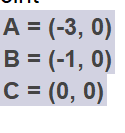 A = (-3, 0)
B = (-1, 0)
C = (0, 0)